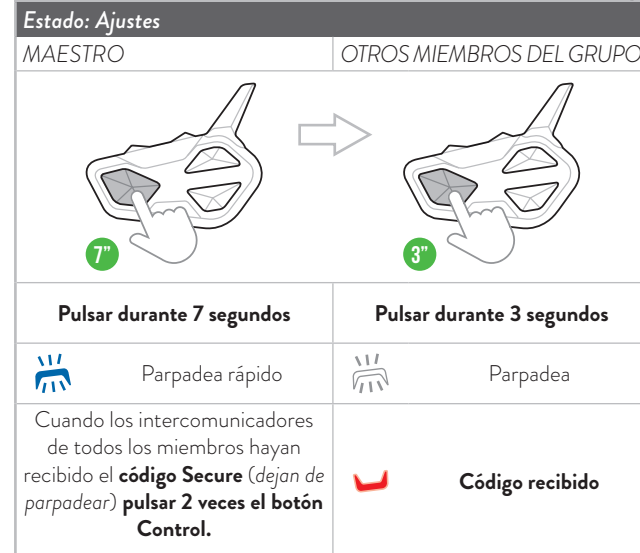 Estado: Ajustes
MAESTRO
OTROS MIEMBROS DEL GRUPO
7”
3”
Pulsar durante 7 segundos
Pulsar durante 3 segundos
Parpadea rápido
Parpadea
Cuando los intercomunicadores
de todos los miembros hayan
recibido el código Secure (dejan de
parpadear) pulsar 2 veces el botón
Control.
Código recibido